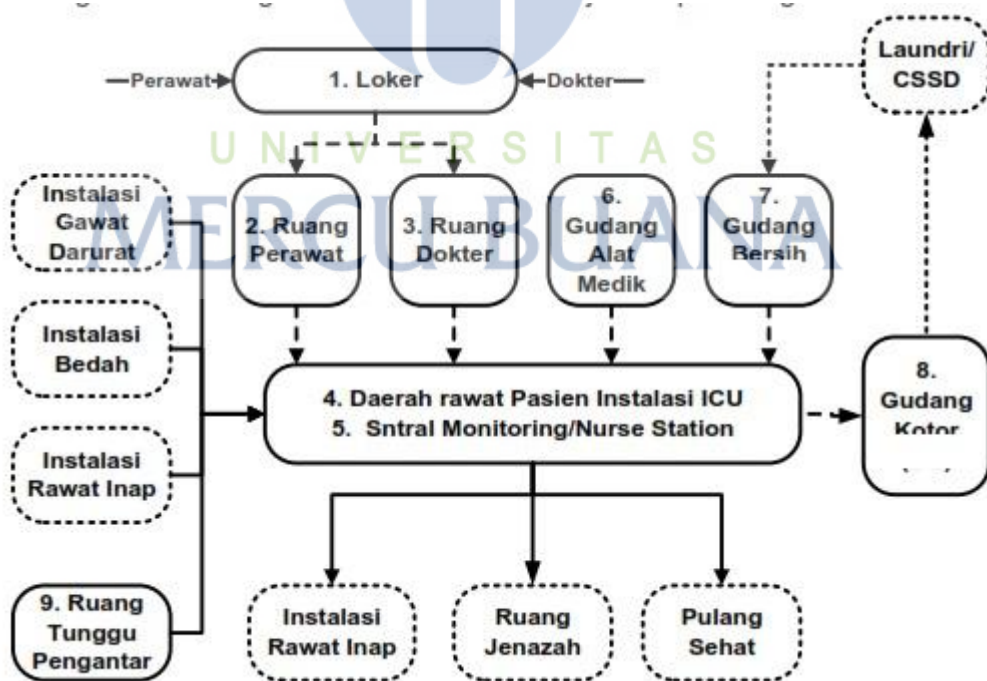 Perawat
1. Loker
Dokter
Laundri/
CSSD
UNIVERSITAS
MERCU BUANA
Instalasi
Gawat
Darurat
2. Ruang
Perawat
3. Ruang
Dokter
6.
Gudang
Alat
Medik
7.
Gudang
Bersih
Instalasi
Bedah
4. Daerah rawat Pasien Instalasi ICU
5. Sntral Monitoring/Nurse Station
8.
Gudang
Kotor
Instalasi
Rawat Inap
9. Ruang
Tunggu
Pengantar
Instalasi
Rawat Inap
Ruang
Jenazah
Pulang
Sehat